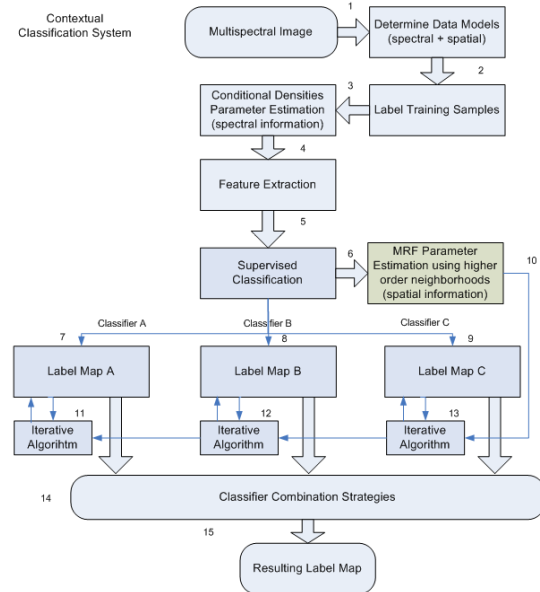 Contextual
Classification System
1
Multispectral Image
Determine Data Models
(spectral + spatial)
2
3
Conditional Densities
Parameter Estimation
(spectral information)
Label Training Samples
4
Feature Extraction
5
6
10
Supervised
Classification
MRF Parameter
Estimation using higher
order neighborhoods
(spatial information)
Classifier A
Classifier B
Classifier C
7
8
9
Label Map A
Label Map B
Label Map C
11
12
13
Iterative
Algorihtm
Iterative
Algorithm
Iterative
Algorithm
14
Classifier Combination Strategies
15
Resulting Label Map